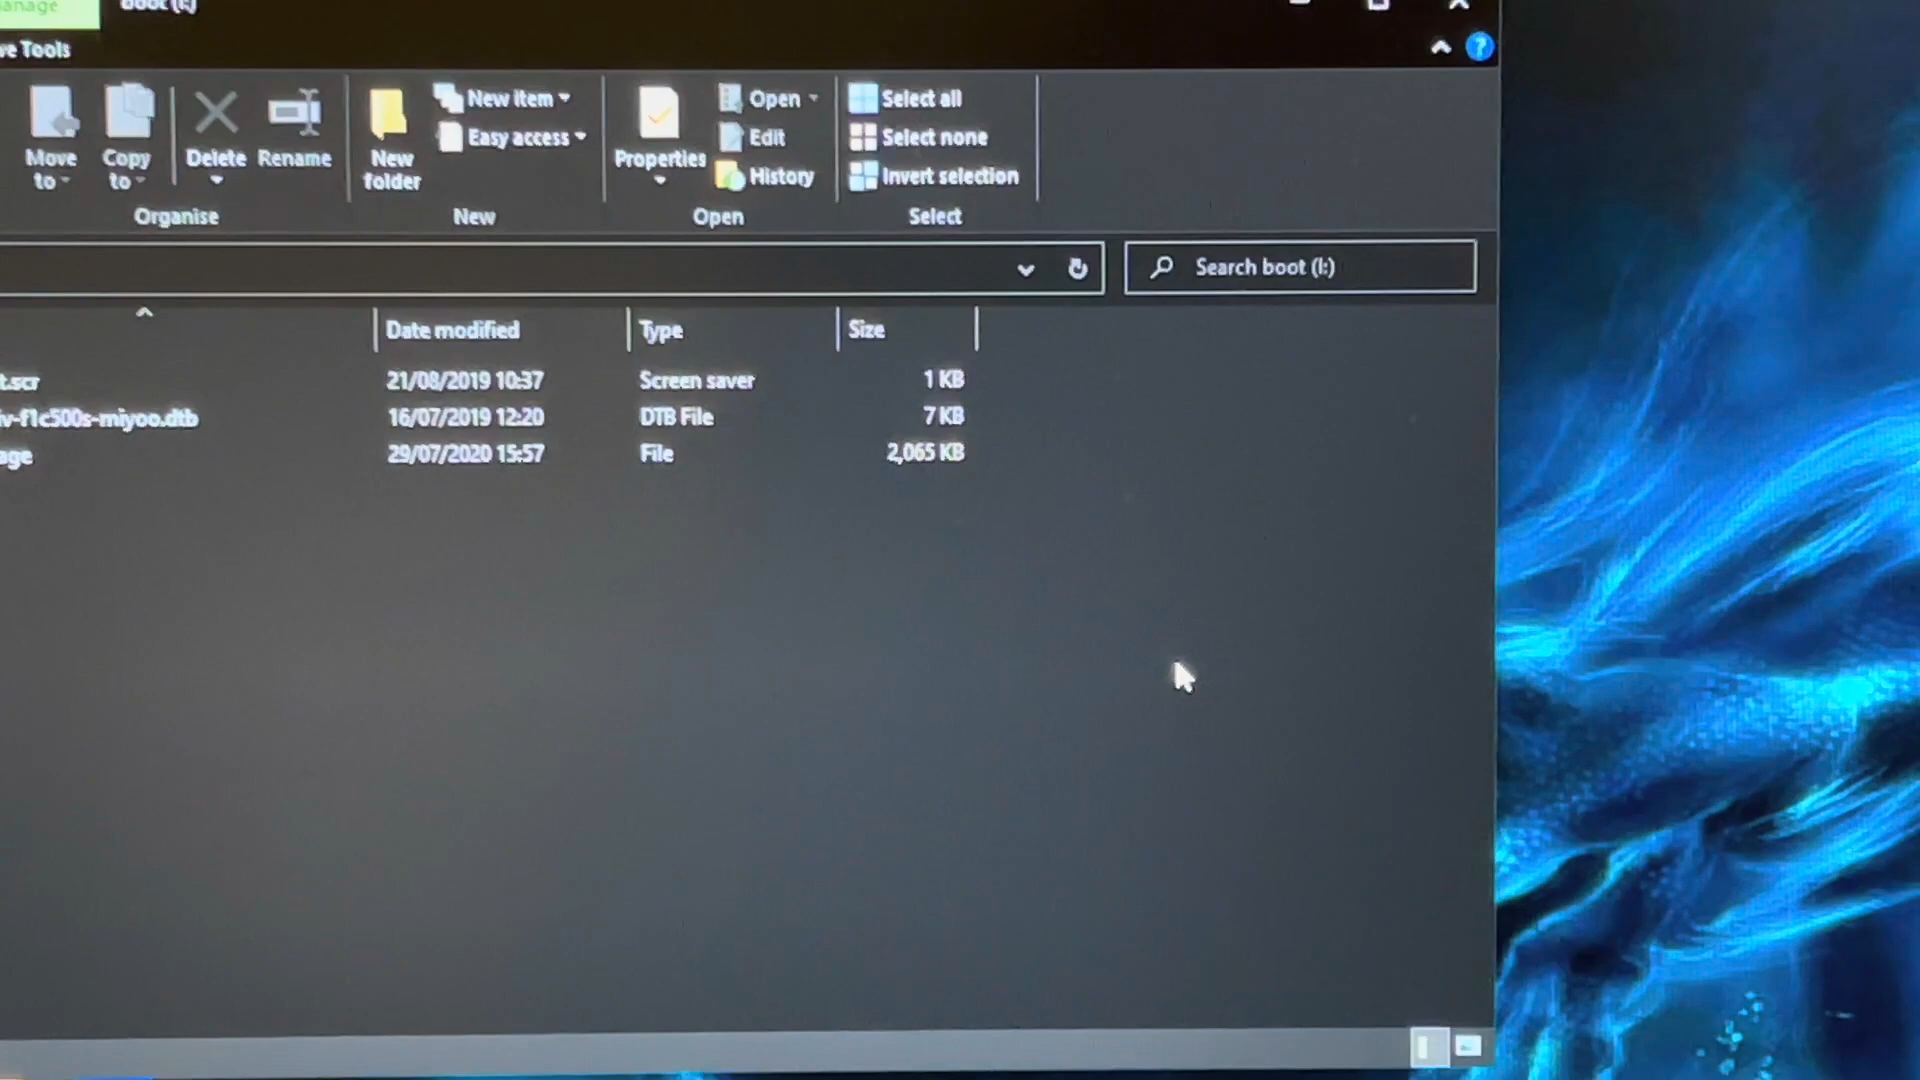 anage
boot (I:)
ve Tools
Move to
Copy to
Delete
Rename
New folder
New item
Easy access
Properties
Open
Edit
History
Select all
Select none
Invert selection
Organise
New
Open
Select
Search boot (I:)
Date modified Type Size
t.scr 21/08/2019 10:37 Screen saver 1 KB
iv-f1c500s-miyoo.dtb 16/07/2019 12:20 DTB File 7 KB
age 29/07/2020 15:57 File 2,065 KB